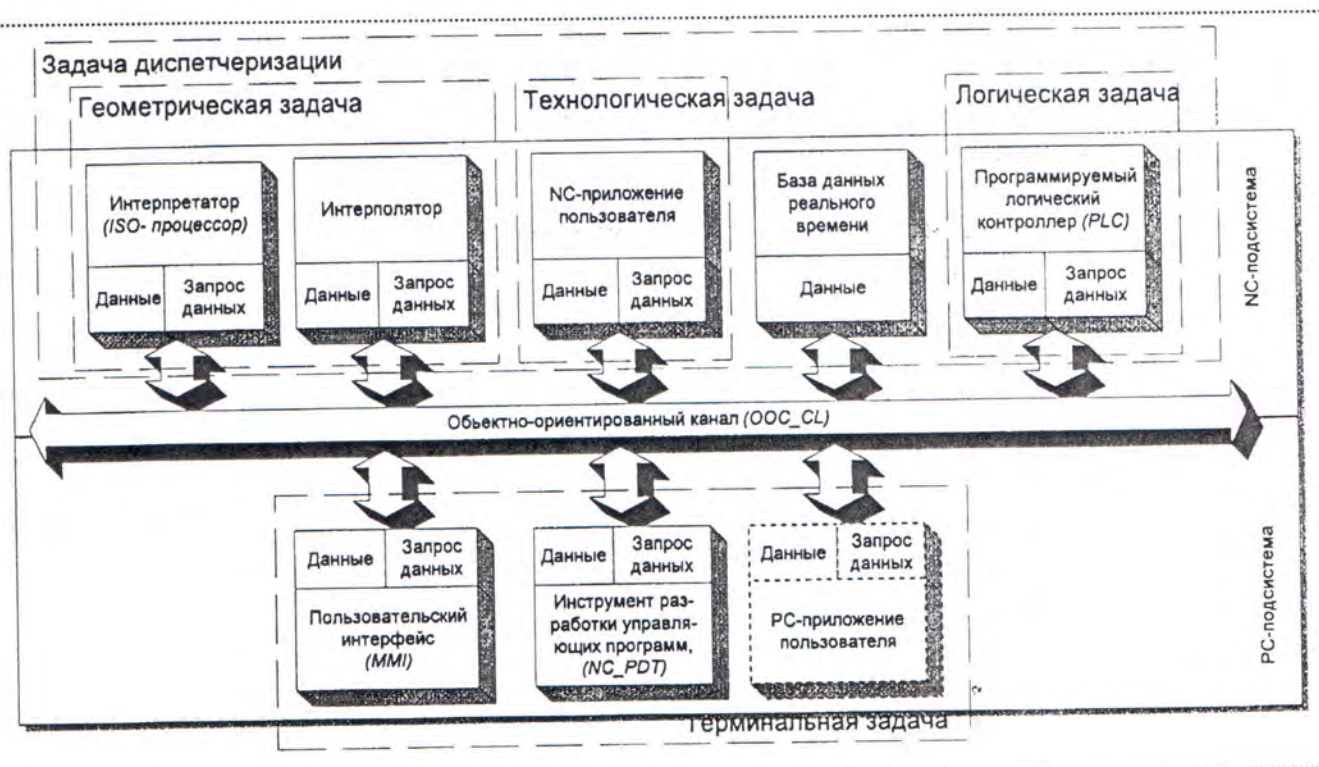 Задача диспетчеризации
Геометрическая задача
Технологическая задача
Логическая задача
Интерпретатор
(ISO- процессор)
Данные
Запрос
данных
Интерполятор
Данные
Запрос
данных
NC-приложение
пользователя
Данные
Запрос
данных
База данных
реального
времени
Данные
Программируемый
логический
контроллер (PLC)
Данные
Запрос
данных
NC-подсистема
Обьектно-ориентированный канал (OOC_CL)
Данные
Запрос
данных
Пользовательский
интерфейс
(MMI)
Данные
Запрос
данных
Инструмент раз-
работки управля-
ющих программ,
(NC_PDT)
Данные
Запрос
данных
PC-приложение
пользователя
PC-подсистема
Терминальная задача